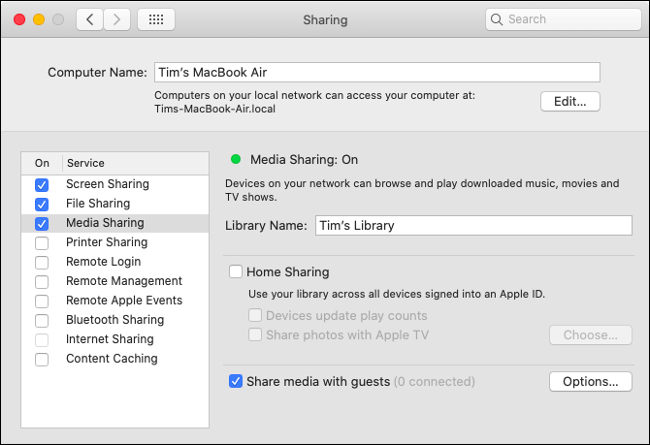 Sharing
Search
Computer Name: Tim's MacBook Air
Computers on your local network can access your computer at:
Tims-MacBook-Air.local
Edit...
On Service
Screen Sharing
File Sharing
Media Sharing
Printer Sharing
Remote Login
Remote Management
Remote Apple Events
Bluetooth Sharing
Internet Sharing
Content Caching
Media Sharing: On
Devices on your network can browse and play downloaded music, movies and
TV shows.
Library Name: Tim's Library
Home Sharing
Use your library across all devices signed into an Apple ID.
Devices update play counts
Share photos with Apple TV
Choose...
Share media with guests (0 connected)
Options...